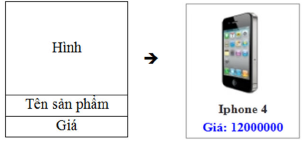 Hình
Tên sản phẩm
Giá
Iphone 4
Giá: 12000000